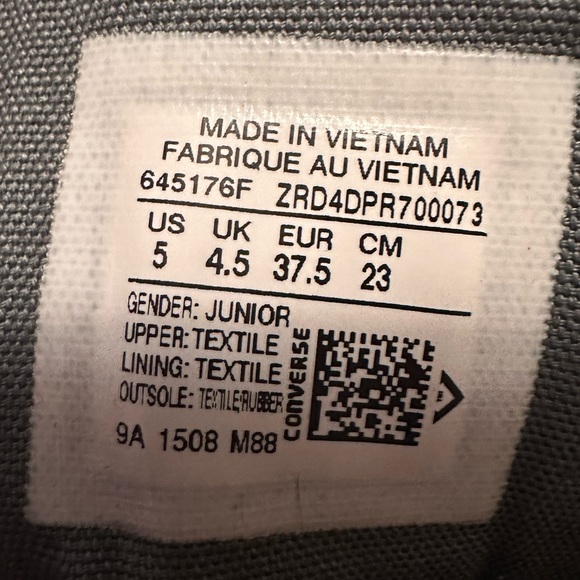 MADE IN VIETNAM
FABRIQUE AU VIETNAM
645176F ZRD4DPR700073
US UK EUR CM
5 4.5 37.5 23
GENDER: JUNIOR
UPPER: TEXTILE
LINING: TEXTILE
OUTSOLE: TEXTILE/RUBBER
CONVERSE
9A 1508 M88